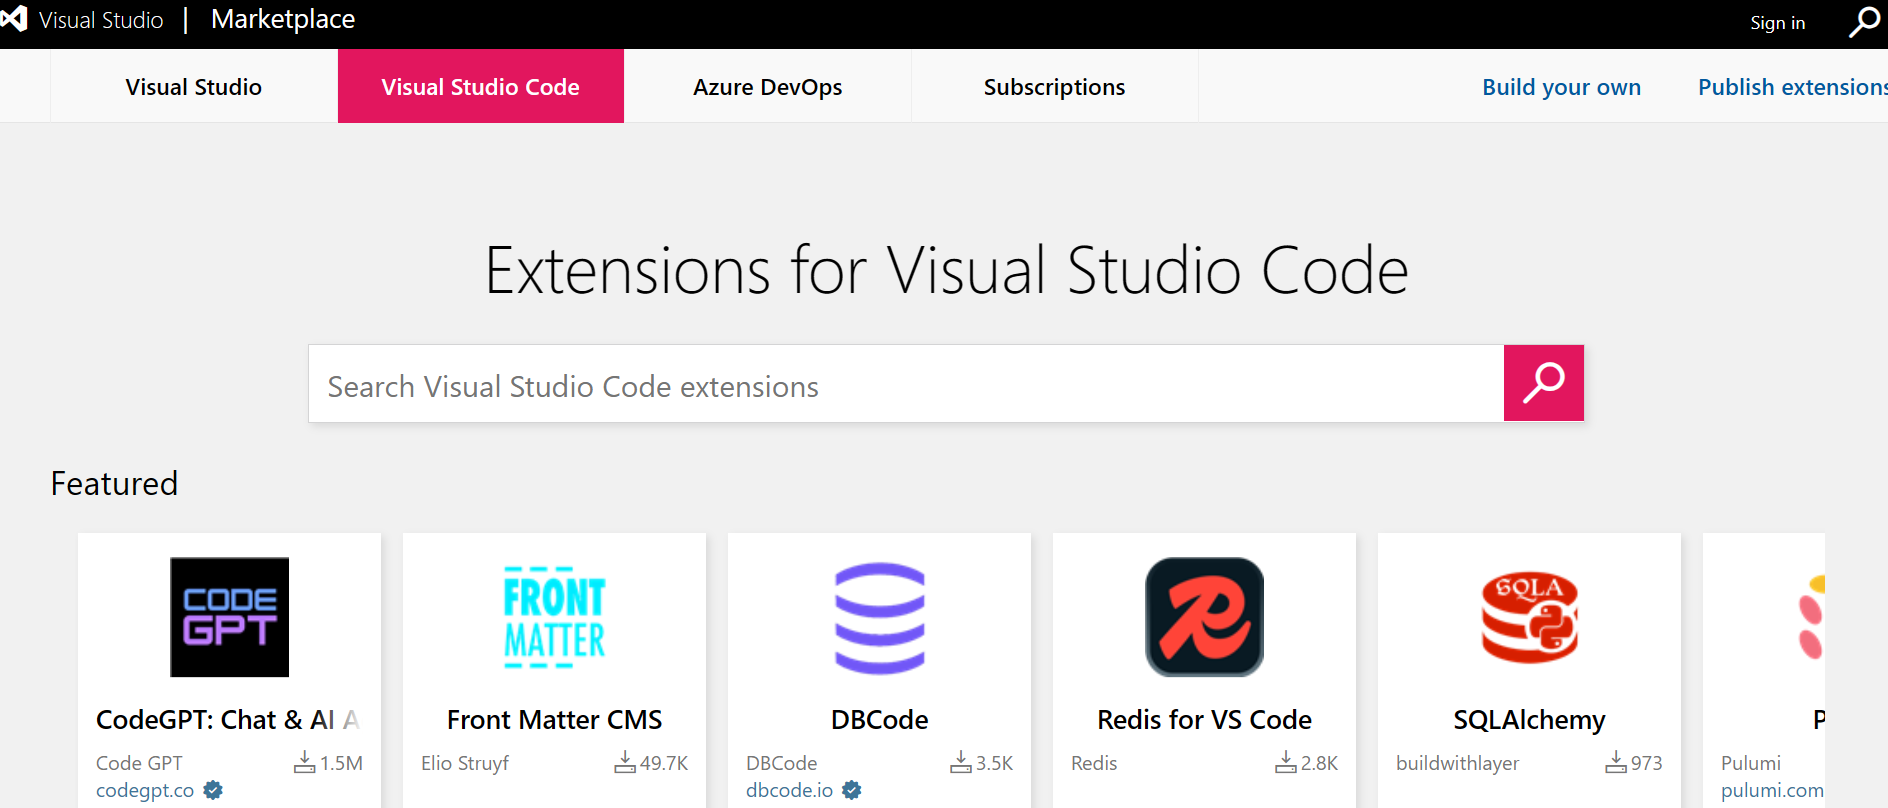 Visual Studio | Marketplace
Sign in
Visual Studio
Visual Studio Code
Azure DevOps
Subscriptions
Build your own
Publish extensions
Extensions for Visual Studio Code
Search Visual Studio Code extensions
Featured
CODE
GPT
CodeGPT: Chat & AI A
Code GPT 1.5M
codegpt.co
FRONT
MATTER
Front Matter CMS
Elio Struyf 49.7K
DBCode
DBCode 3.5K
dbcode.io
R
Redis for VS Code
Redis 2.8K
SQLA
SQLAlchemy
buildwithlayer 973
P
Pulumi
pulumi.com